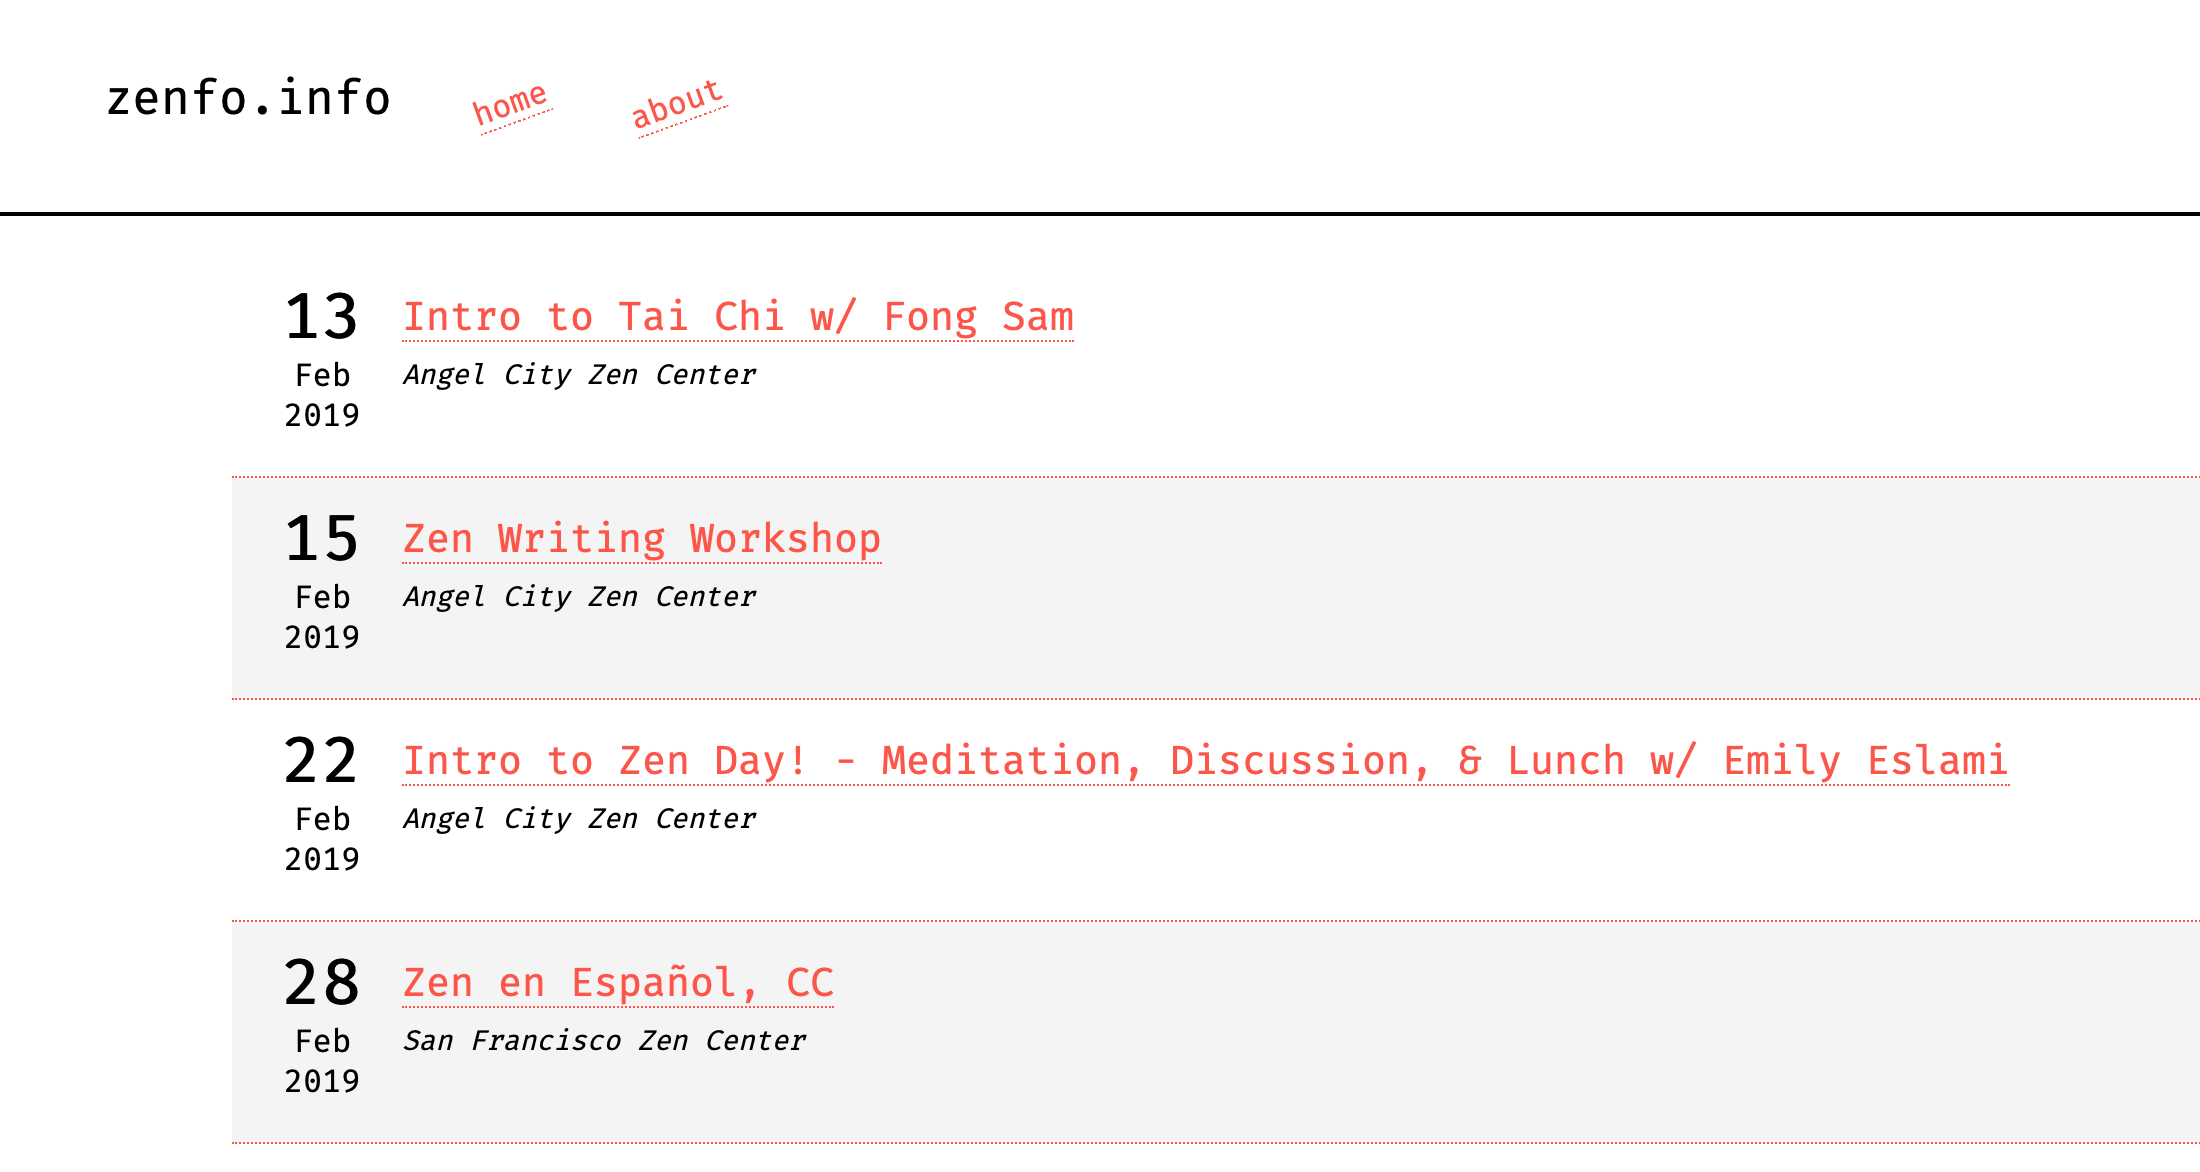 zenfo.info home about
13 Intro to Tai Chi w/ Fong Sam
Feb Angel City Zen Center
2019
15 Zen Writing Workshop
Feb Angel City Zen Center
2019
22 Intro to Zen Day! - Meditation, Discussion, & Lunch w/ Emily Eslami
Feb Angel City Zen Center
2019
28 Zen en Español, CC
Feb San Francisco Zen Center
2019